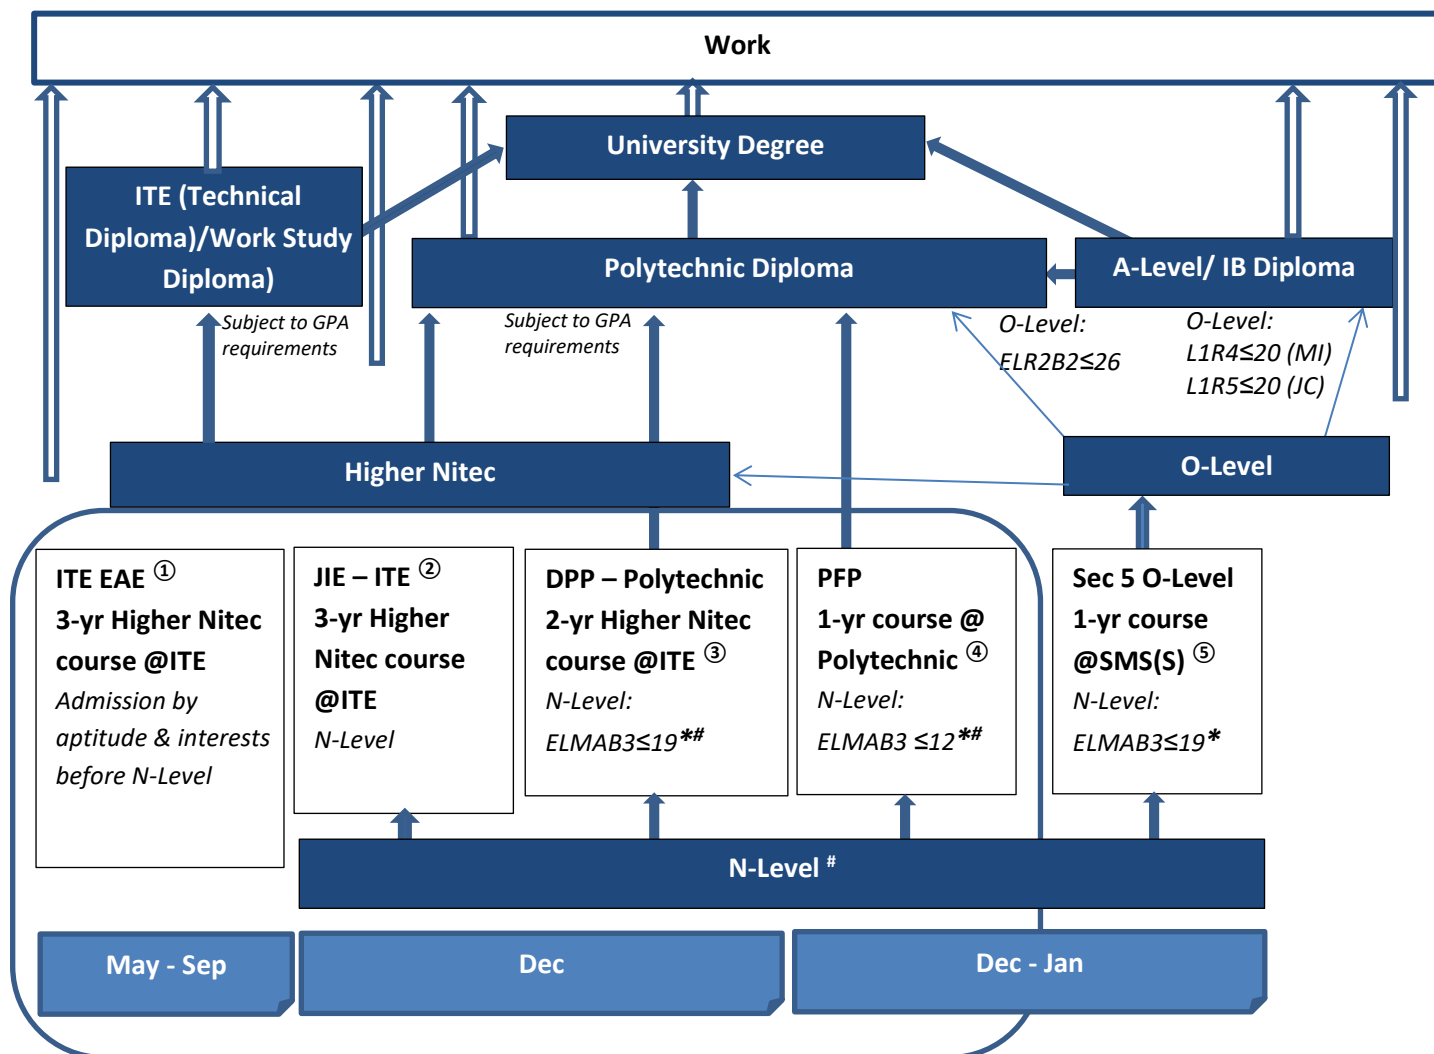 Work
University Degree
ITE (Technical
Diploma)/Work Study
Diploma)
Polytechnic Diploma
A-Level/ IB Diploma
Subject to GPA
requirements
Subject to GPA
requirements
O-Level:
ELR2B2≤26
O-Level:
L1R4≤20 (MI)
L1R5≤20 (JC)
Higher Nitec
O-Level
ITE EAE ①
3-yr Higher Nitec
course @ITE
Admission by
aptitude & interests
before N-Level
JIE – ITE ②
3-yr Higher
Nitec course
@ITE
N-Level
DPP – Polytechnic
2-yr Higher Nitec
course @ITE ③
N-Level:
ELMAB3≤19*#
PFP
1-yr course @
Polytechnic ④
N-Level:
ELMAB3 ≤12*#
Sec 5 O-Level
1-yr course
@SMS(S) ⑤
N-Level:
ELMAB3≤19*
N-Level #
May - Sep
Dec
Dec - Jan